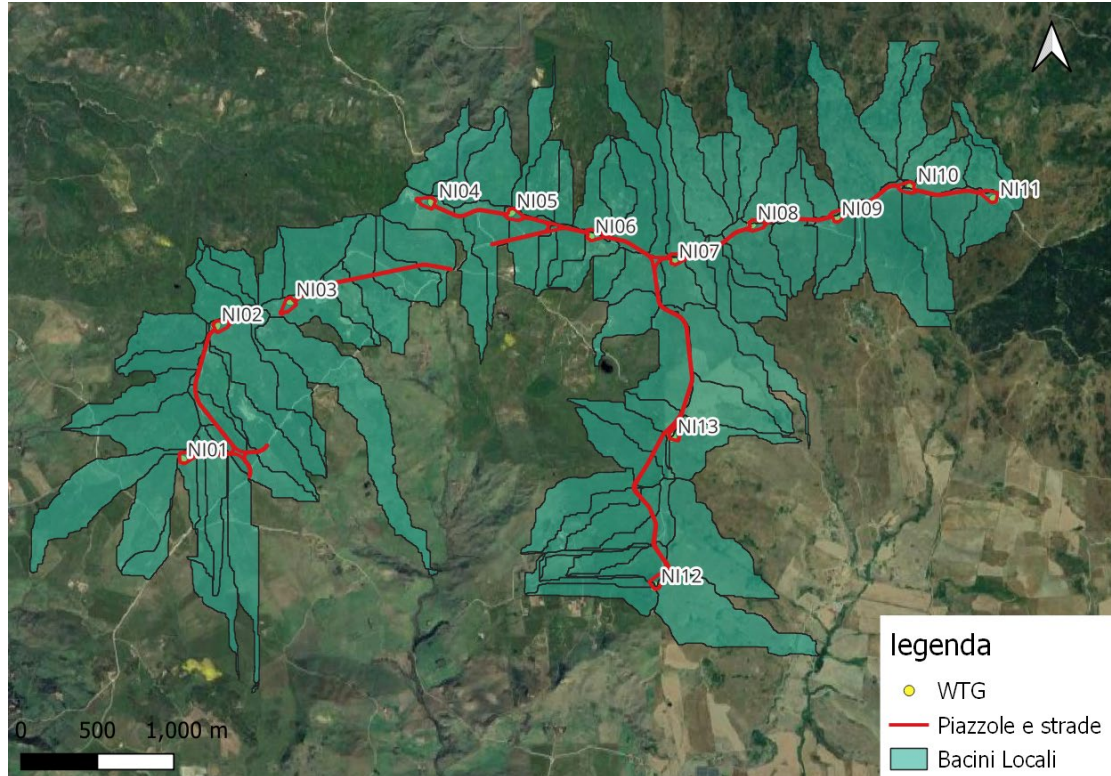 NI04
NI05
NI06
NI07
NI08
NI09
NI10
NI11
NI03
NI02
NI01
NI13
NI12
0 500 1,000 m
legenda
WTG
Piazzole e strade
Bacini Locali